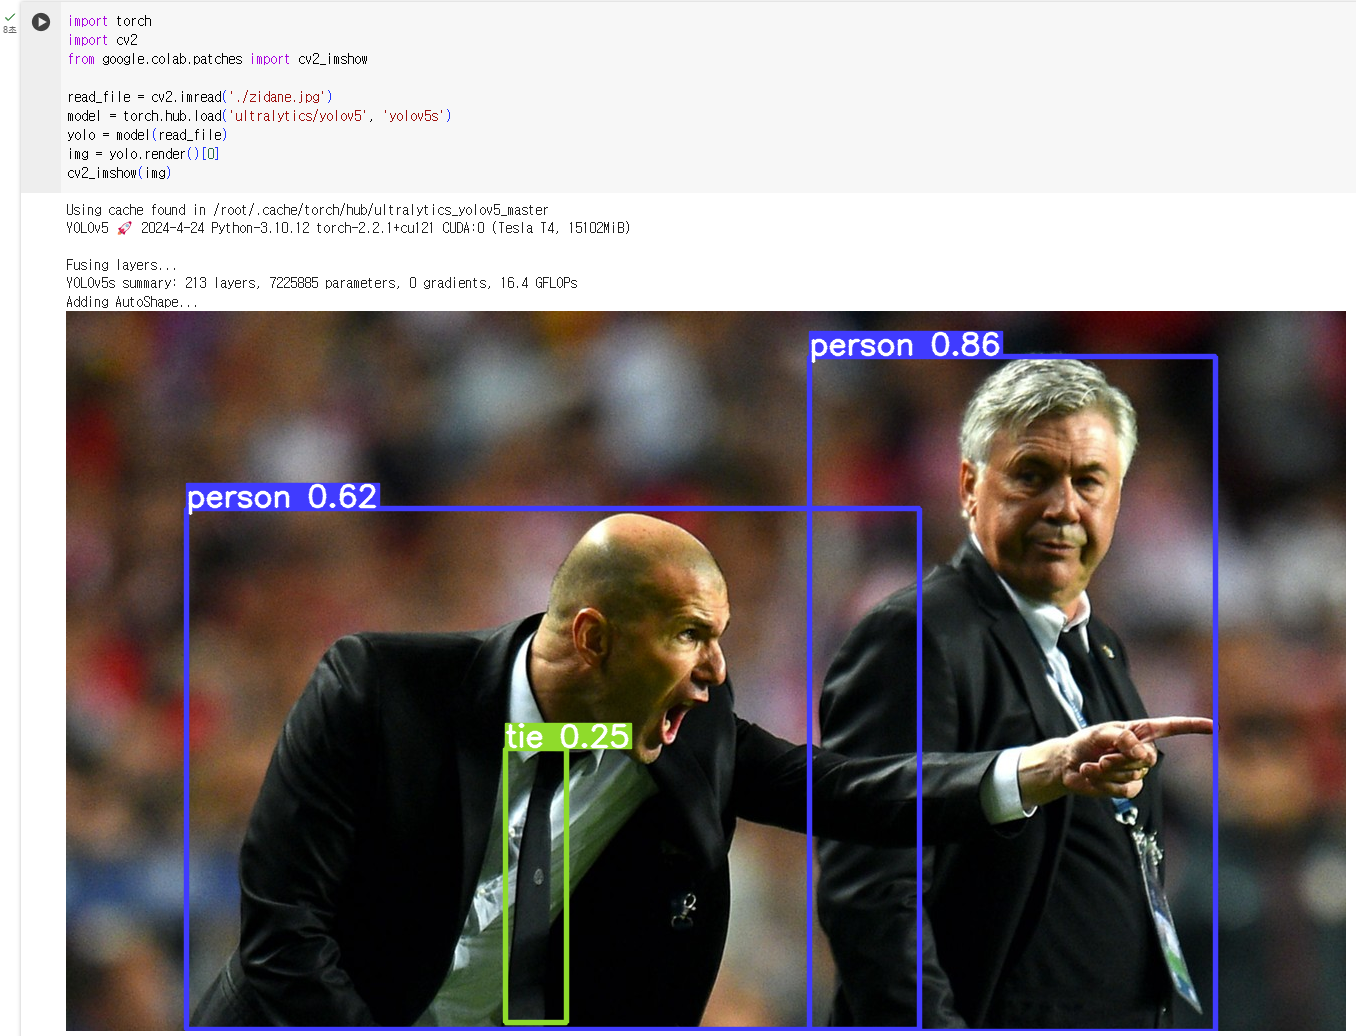 8초
import torch
import cv2
from google.colab.patches import cv2_imshow
read_file = cv2.imread('./zidane.jpg')
model = torch.hub.load('ultralytics/yolov5', 'yolov5s')
yolo = model(read_file)
img = yolo.render()[0]
cv2_imshow(img)
Using cache found in /root/.cache/torch/hub/ultralytics_yolov5_master
YOLOv5 🚀 2024-4-24 Python-3.10.12 torch-2.2.1+cu121 CUDA:0 (Tesla T4, 15102MiB)
Fusing layers...
YOLOv5s summary: 213 layers, 7225885 parameters, 0 gradients, 16.4 GFLOPs
Adding AutoShape...
person 0.86
person 0.62
tie 0.25